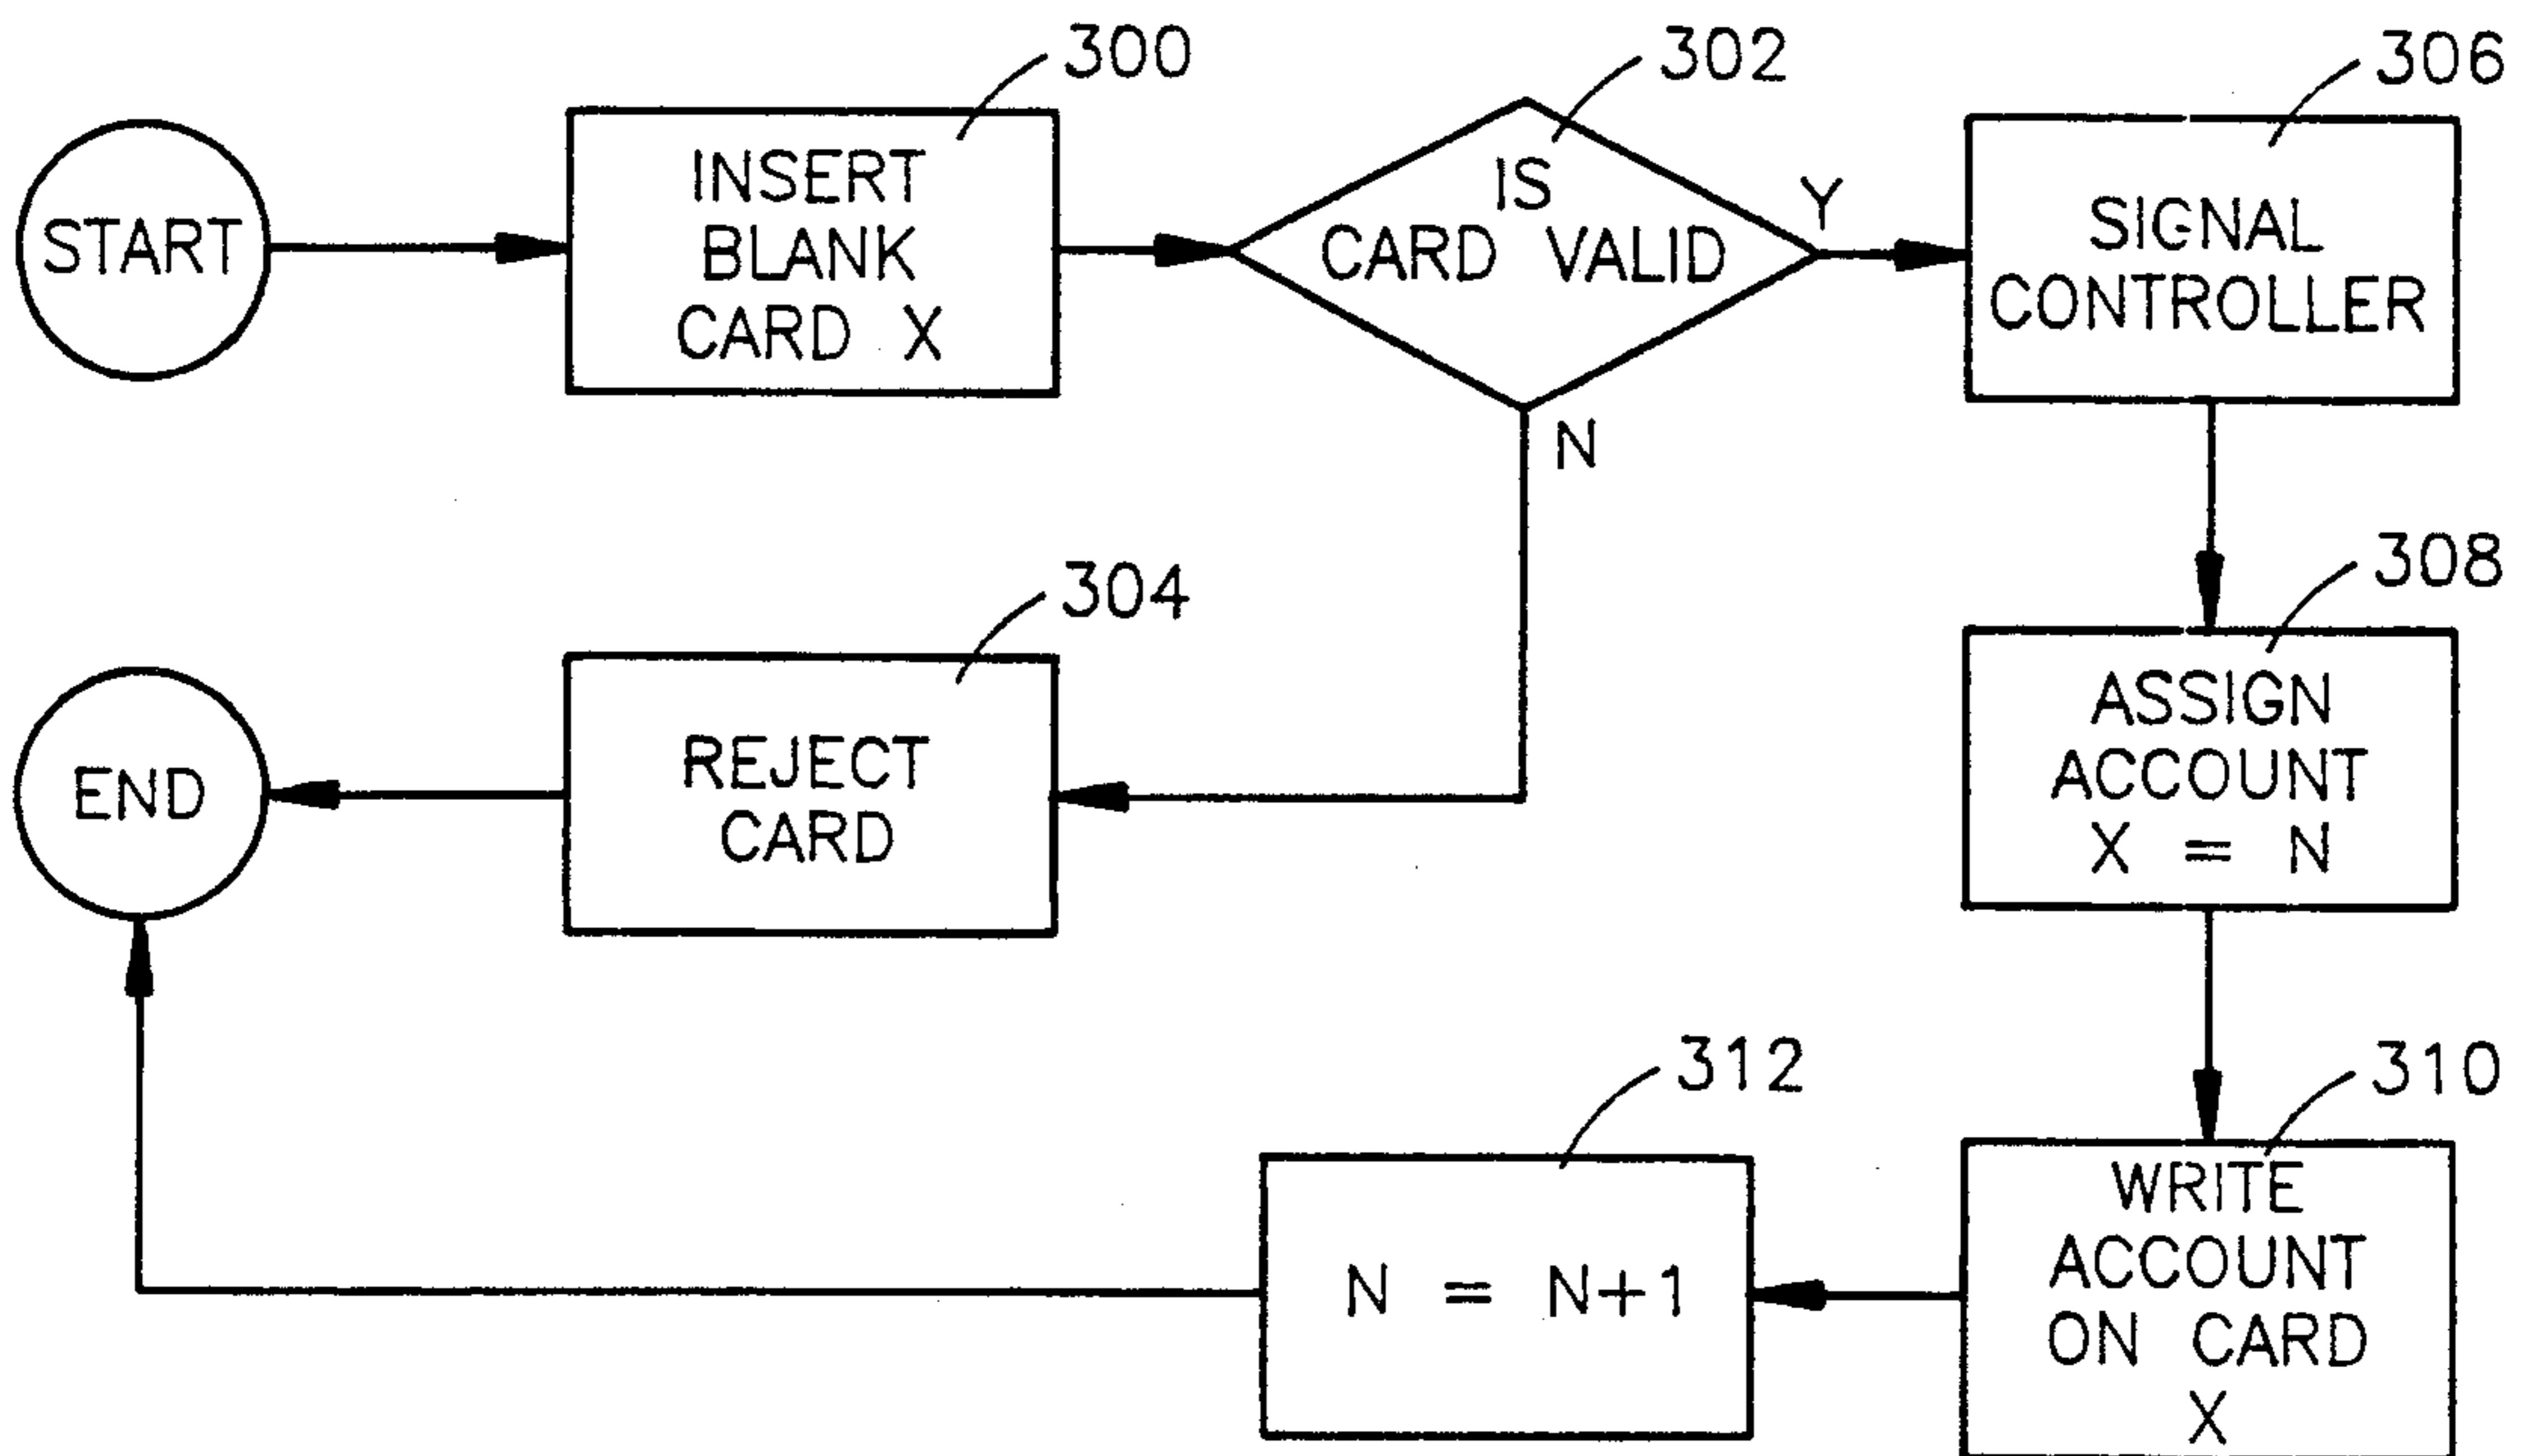 300
302
306
START
INSERT
BLANK
CARD X
IS
CARD VALID
Y
SIGNAL
CONTROLLER
N
304
308
END
REJECT
CARD
ASSIGN
ACCOUNT
X = N
312
310
N = N+1
WRITE
ACCOUNT
ON CARD
X